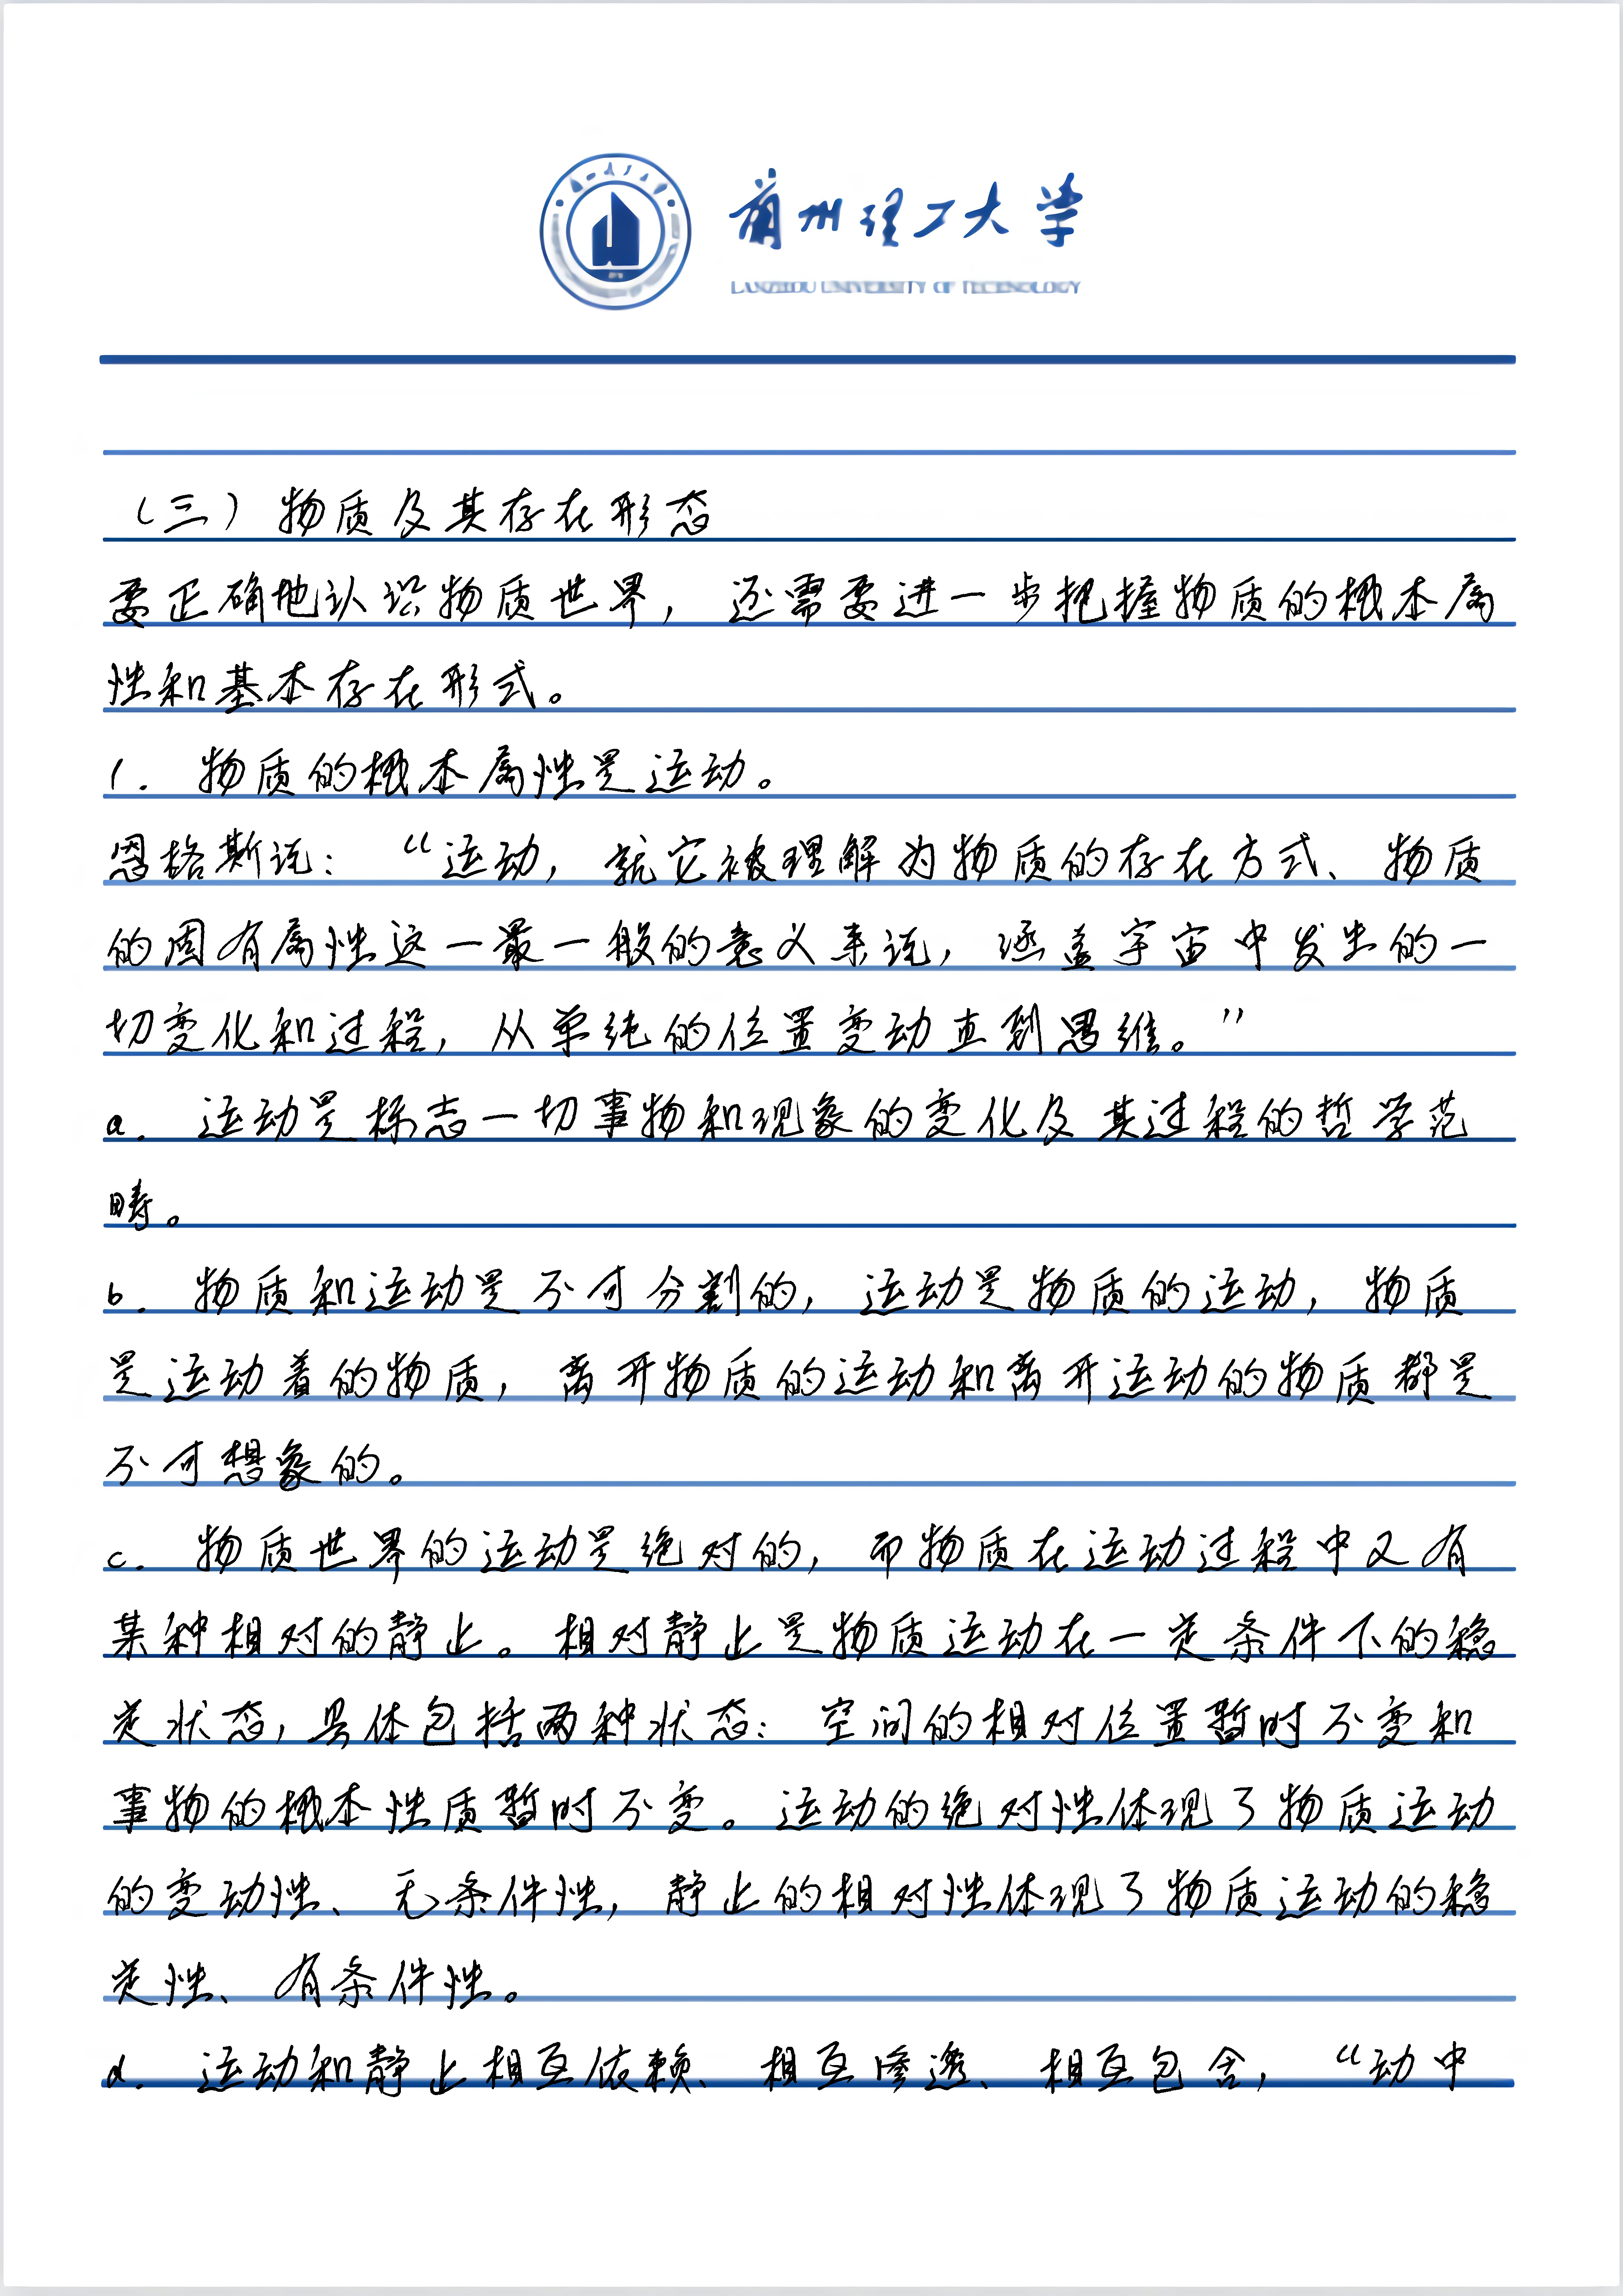 兰州理工大学
LANZHOU UNIVERSITY OF TECHNOLOGY
（三）物质及其存在形态
要正确地认识物质世界，还需要进一步把握物质的根本属
性和基本存在形式。
1. 物质的根本属性是运动。
恩格斯说：“运动，就它被理解为物质的存在方式、物质
的固有属性这一最一般的意义来说，涵盖宇宙中发生的一
切变化和过程，从单纯的位置变动直到思维。”
a. 运动是标志一切事物和现象的变化及其过程的哲学范
畴。
b. 物质和运动是不可分割的，运动是物质的运动，物质
是运动着的物质，离开物质的运动和离开运动的物质都是
不可想象的。
c. 物质世界的运动是绝对的，而物质在运动过程中又有
某种相对的静止。相对静止是物质运动在一定条件下的稳
定状态，具体包括两种状态：空间的相对位置暂时不变和
事物的根本性质暂时不变。运动的绝对性体现了物质运动
的变动性、无条件性，静止的相对性体现了物质运动的稳
定性、有条件性。
d. 运动和静止相互依赖、相互渗透、相互包含，“动中